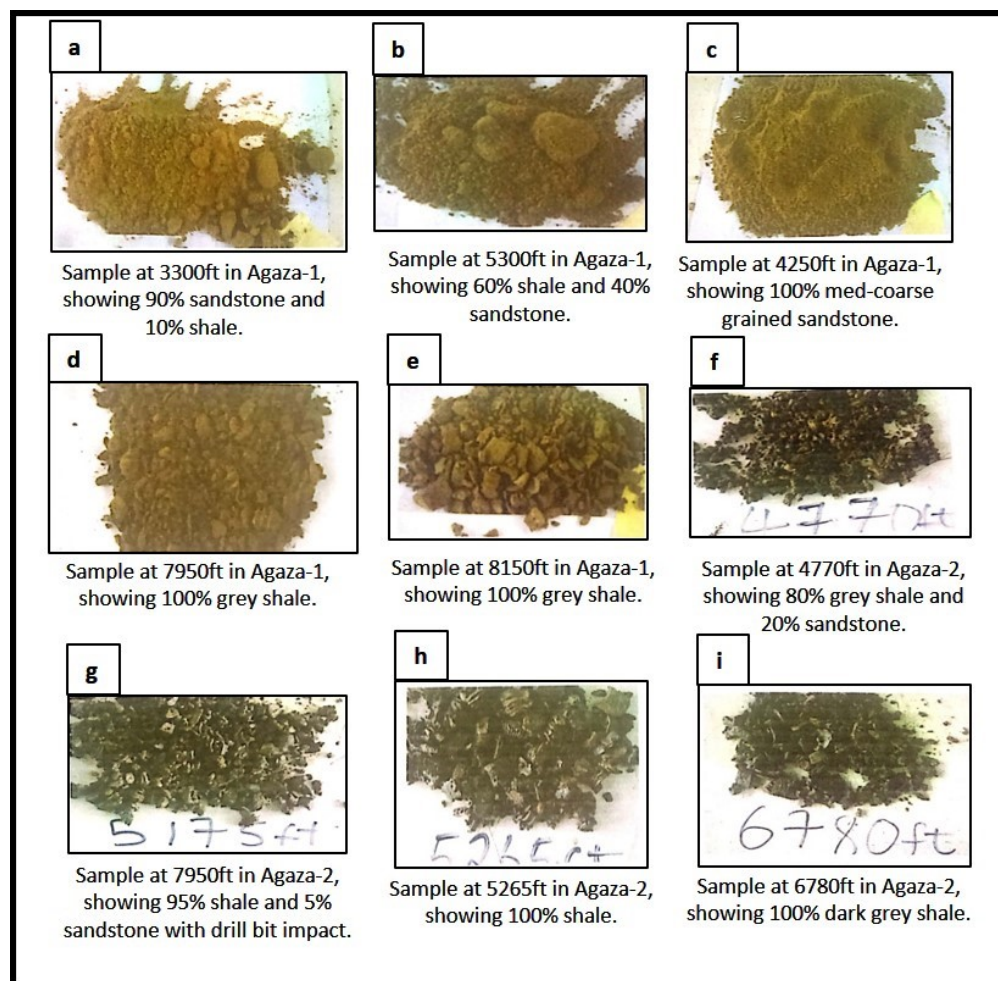 a
b
c
Sample at 3300ft in Agaza-1,
showing 90% sandstone and
10% shale.
Sample at 5300ft in Agaza-1,
showing 60% shale and 40%
sandstone.
Sample at 4250ft in Agaza-1,
showing 100% med-coarse
grained sandstone.
d
e
f
4770ft
Sample at 7950ft in Agaza-1,
showing 100% grey shale.
Sample at 8150ft in Agaza-1,
showing 100% grey shale.
Sample at 4770ft in Agaza-2,
showing 80% grey shale and
20% sandstone.
g
h
i
5175ft
5265ft
6780ft
Sample at 7950ft in Agaza-2,
showing 95% shale and 5%
sandstone with drill bit impact.
Sample at 5265ft in Agaza-2,
showing 100% shale.
Sample at 6780ft in Agaza-2,
showing 100% dark grey shale.